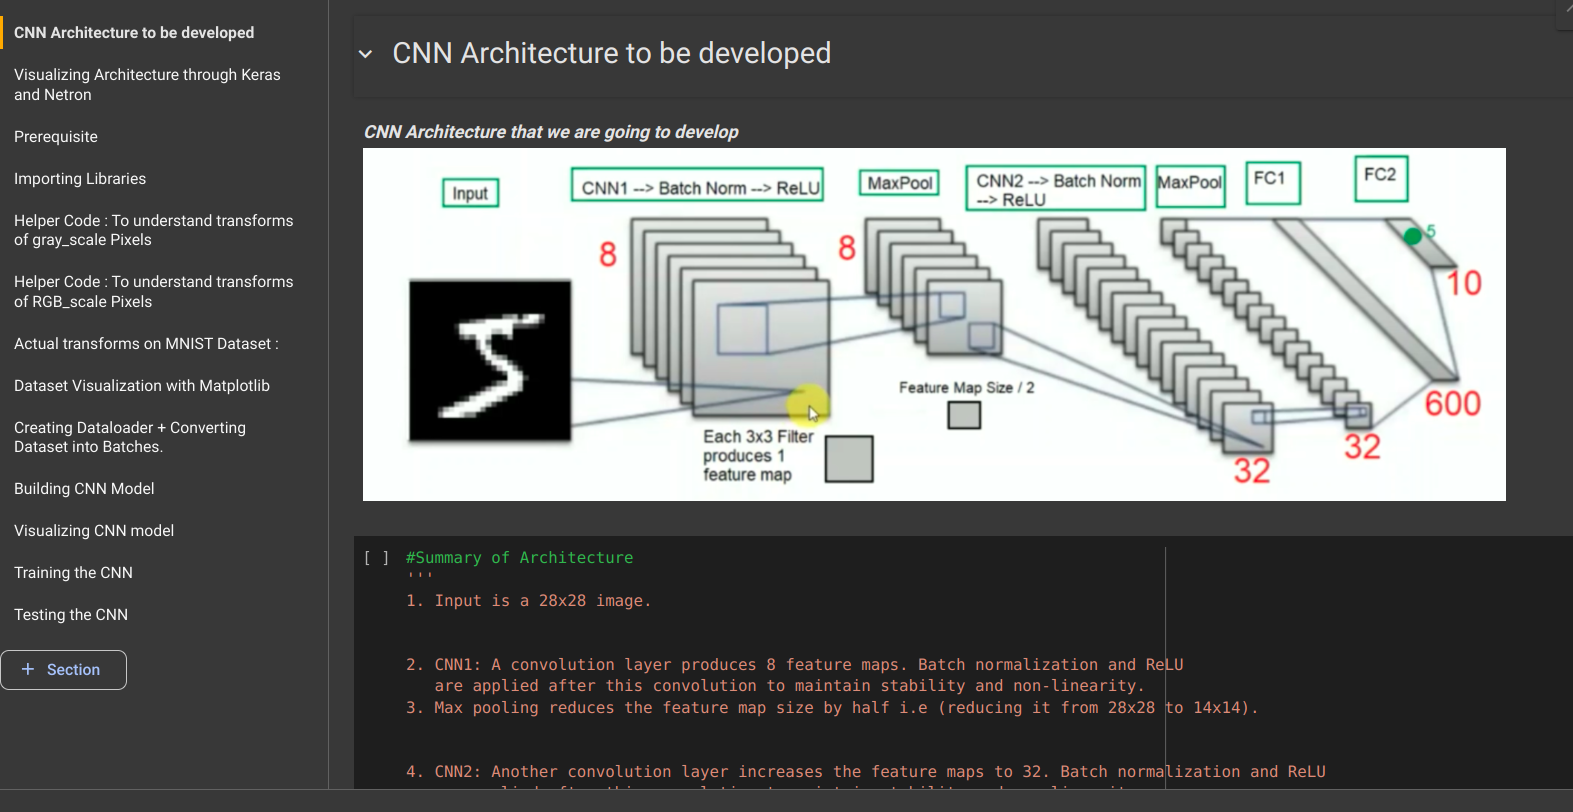 CNN Architecture to be developed
Visualizing Architecture through Keras
and Netron
Prerequisite
Importing Libraries
Helper Code : To understand transforms
of gray_scale Pixels
Helper Code : To understand transforms
of RGB_scale Pixels
Actual transforms on MNIST Dataset :
Dataset Visualization with Matplotlib
Creating Dataloader + Converting
Dataset into Batches.
Building CNN Model
Visualizing CNN model
Training the CNN
Testing the CNN
+ Section
CNN Architecture to be developed
CNN Architecture that we are going to develop
Input
CNN1 --> Batch Norm --> ReLU
MaxPool
CNN2 --> Batch Norm
--> ReLU
MaxPool
FC1
FC2
8
8
5
10
Feature Map Size / 2
600
Each 3x3 Filter
produces 1
feature map
32
32
[ ] #Summary of Architecture
'''
1. Input is a 28x28 image.
2. CNN1: A convolution layer produces 8 feature maps. Batch normalization and ReLU
are applied after this convolution to maintain stability and non-linearity.
3. Max pooling reduces the feature map size by half i.e (reducing it from 28x28 to 14x14).
4. CNN2: Another convolution layer increases the feature maps to 32. Batch normalization and ReLU